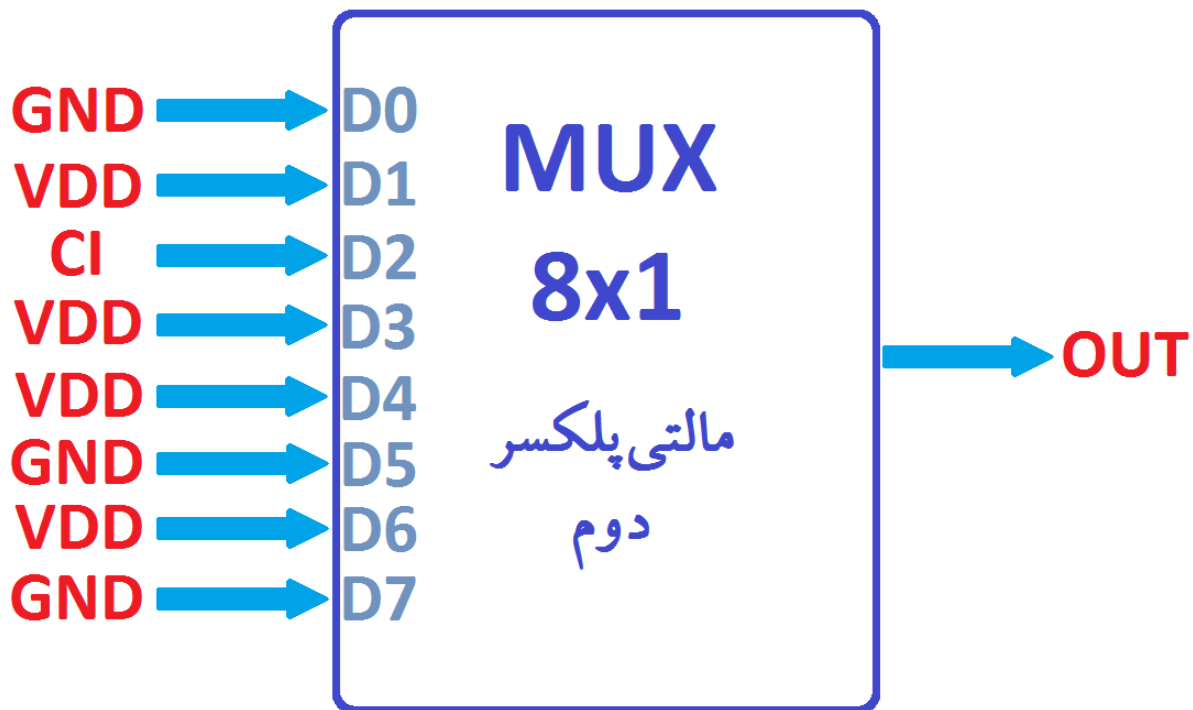 GND D0
VDD D1
CI D2
VDD D3
VDD D4
GND D5
VDD D6
GND D7
MUX
8x1
مالتی پلکسر
دوم
OUT